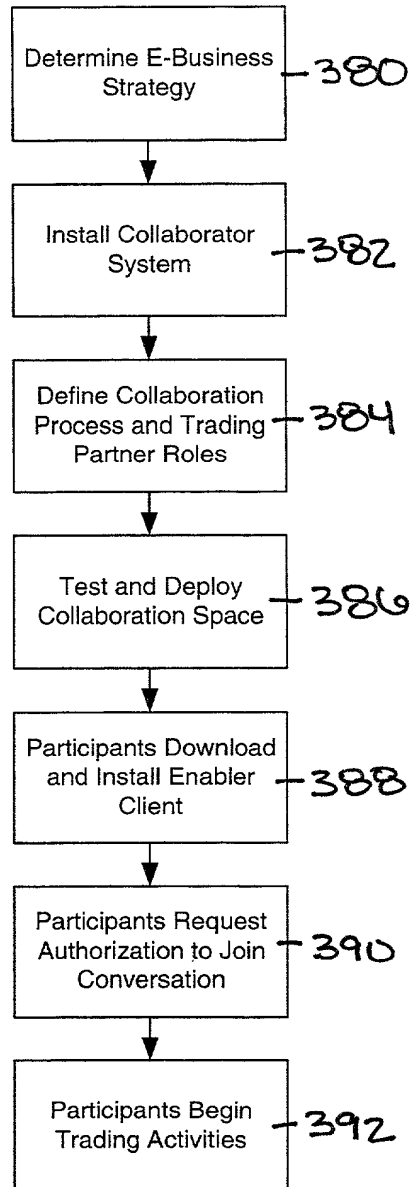 Determine E-Business
Strategy
380
Install Collaborator
System
382
Define Collaboration
Process and Trading
Partner Roles
384
Test and Deploy
Collaboration Space
386
Participants Download
and Install Enabler
Client
388
Participants Request
Authorization to Join
Conversation
390
Participants Begin
Trading Activities
392